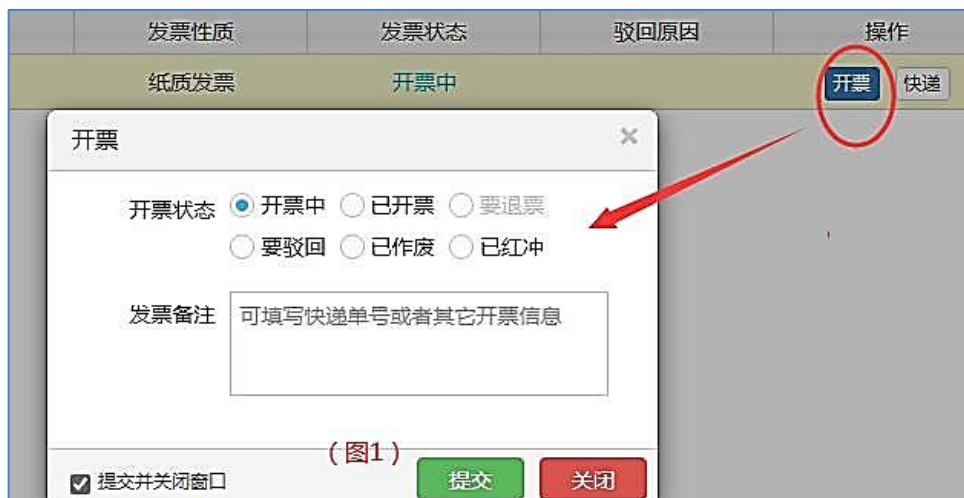 发票性质 发票状态 驳回原因 操作
纸质发票 开票中 开票 快递
开票 ×
开票状态 开票中 已开票 要退票
要驳回 已作废 已红冲
发票备注 可填写快递单号或者其它开票信息
（图1）
提交并关闭窗口 提交 关闭